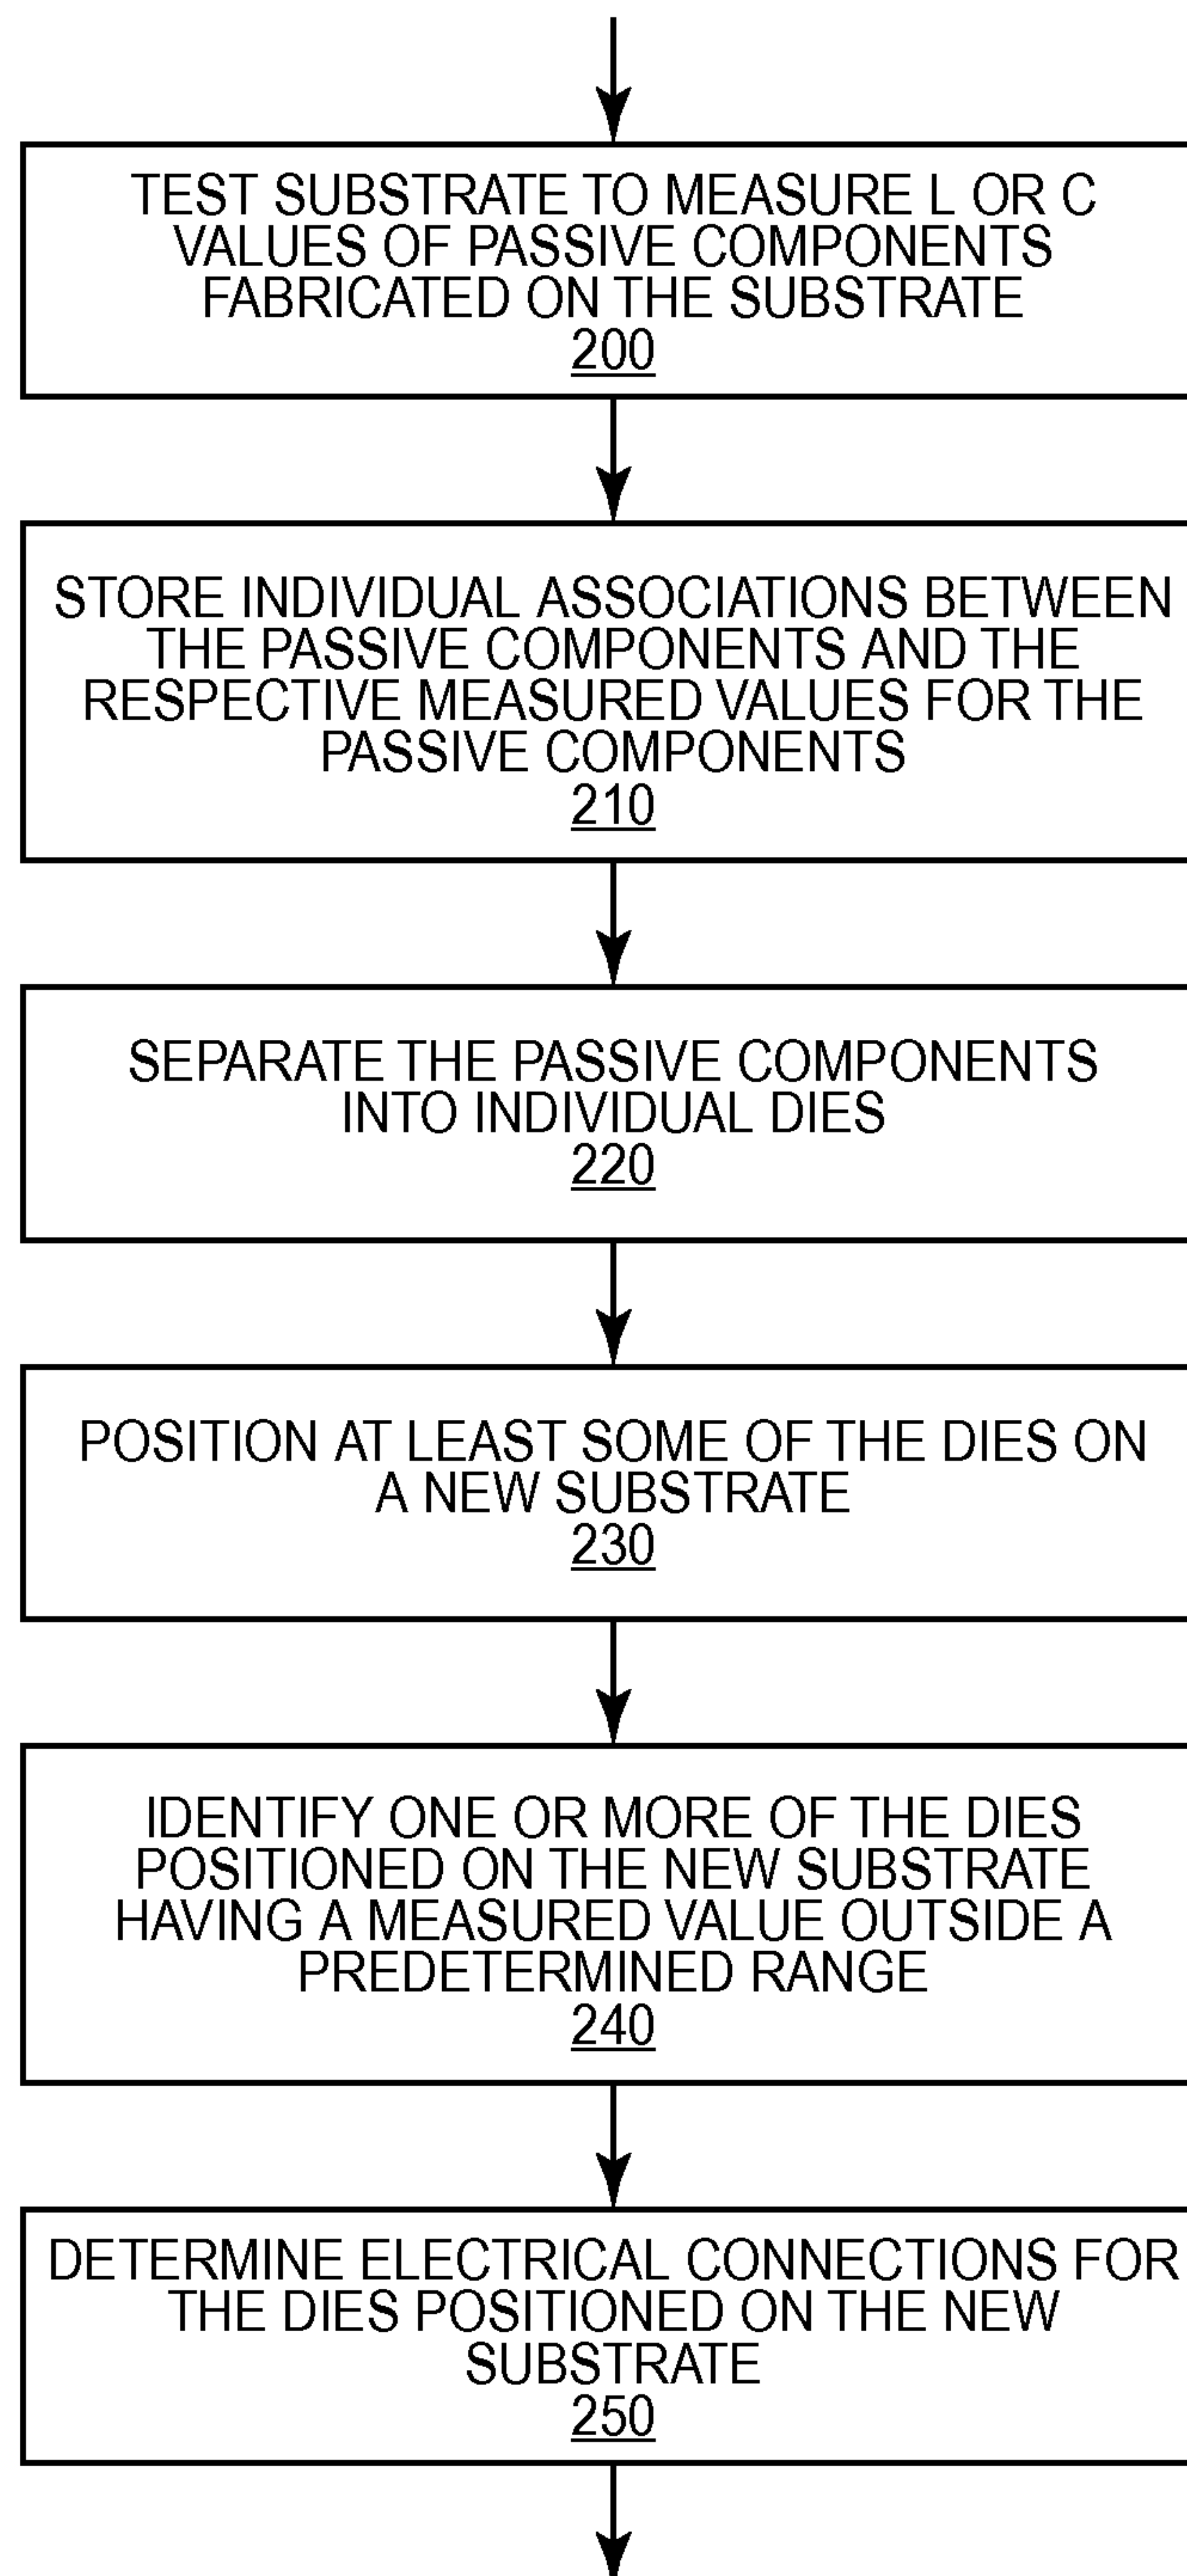 TEST SUBSTRATE TO MEASURE L OR C
VALUES OF PASSIVE COMPONENTS
FABRICATED ON THE SUBSTRATE
200
STORE INDIVIDUAL ASSOCIATIONS BETWEEN
THE PASSIVE COMPONENTS AND THE
RESPECTIVE MEASURED VALUES FOR THE
PASSIVE COMPONENTS
210
SEPARATE THE PASSIVE COMPONENTS
INTO INDIVIDUAL DIES
220
POSITION AT LEAST SOME OF THE DIES ON
A NEW SUBSTRATE
230
IDENTIFY ONE OR MORE OF THE DIES
POSITIONED ON THE NEW SUBSTRATE
HAVING A MEASURED VALUE OUTSIDE A
PREDETERMINED RANGE
240
DETERMINE ELECTRICAL CONNECTIONS FOR
THE DIES POSITIONED ON THE NEW
SUBSTRATE
250